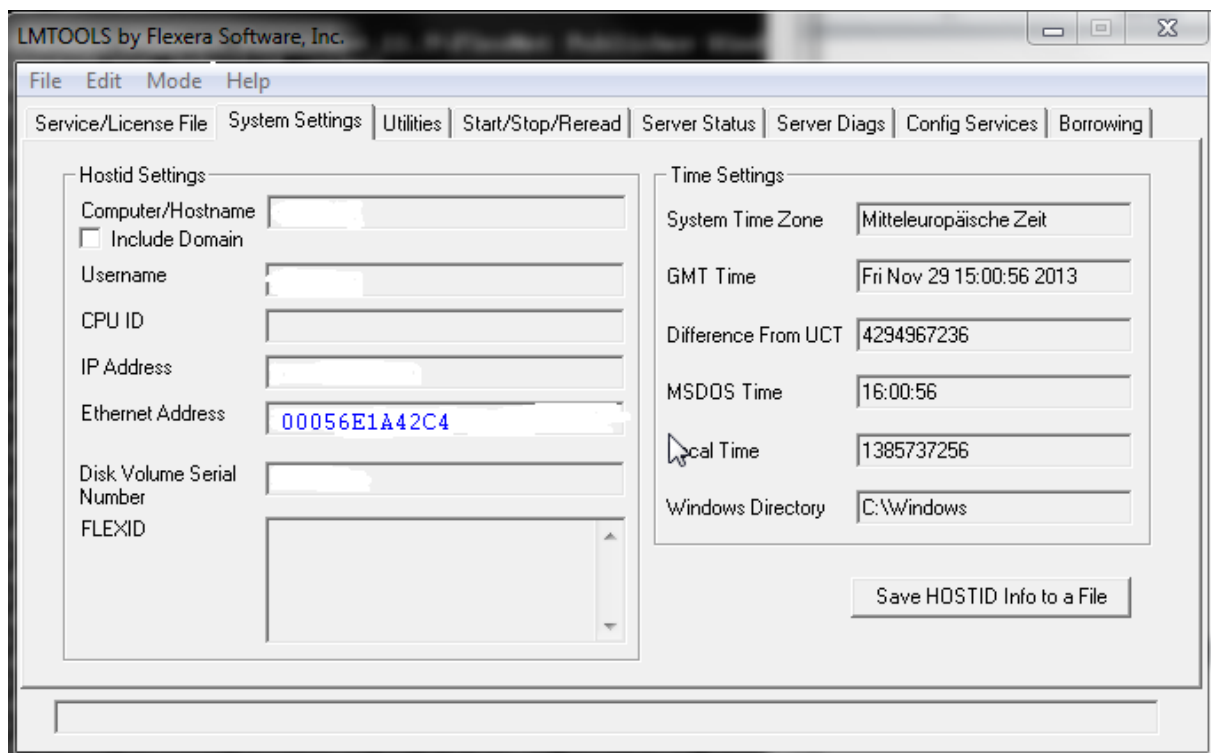 LMTOOLS by Flexera Software, Inc.
File Edit Mode Help
Service/License File System Settings Utilities Start/Stop/Reread Server Status Server Diags Config Services Borrowing
Hostid Settings
Computer/Hostname
Include Domain
Username
CPU ID
IP Address
Ethernet Address 00056E1A42C4
Disk Volume Serial
Number
FLEXID
Time Settings
System Time Zone Mitteleuropäische Zeit
GMT Time Fri Nov 29 15:00:56 2013
Difference From UCT 4294967236
MSDOS Time 16:00:56
Time 1385737256
Windows Directory C:\Windows
Save HOSTID Info to a File